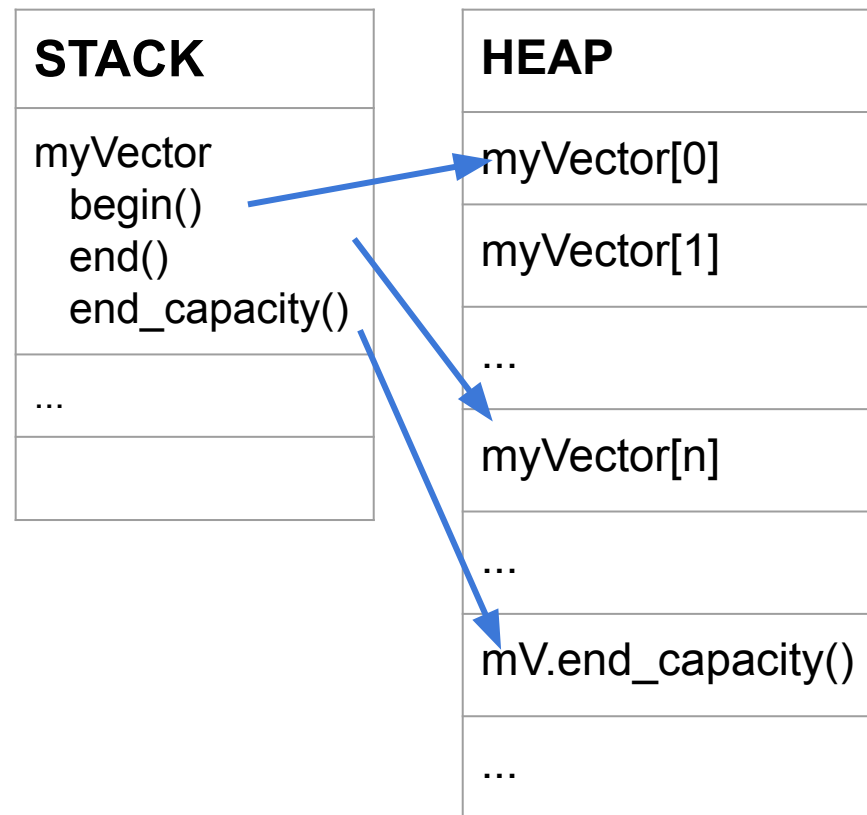 STACK
myVector
begin()
end()
end_capacity()
...
HEAP
myVector[0]
myVector[1]
...
myVector[n]
...
mV.end_capacity()
...